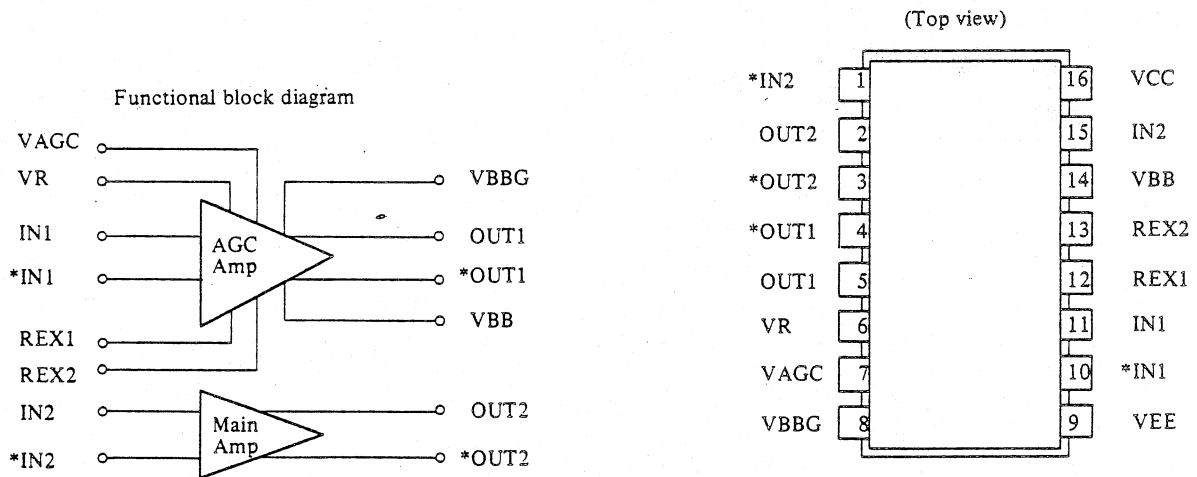 Functional block diagram
VAGC
VR
IN1
*IN1
REX1
REX2
AGC
Amp
VBBG
OUT1
*OUT1
VBB
IN2
*IN2
Main
Amp
OUT2
*OUT2
(Top view)
*IN2 1
OUT2 2
*OUT2 3
*OUT1 4
OUT1 5
VR 6
VAGC 7
VBBG 8
16 VCC
15 IN2
14 VBB
13 REX2
12 REX1
11 IN1
10 *IN1
9 VEE